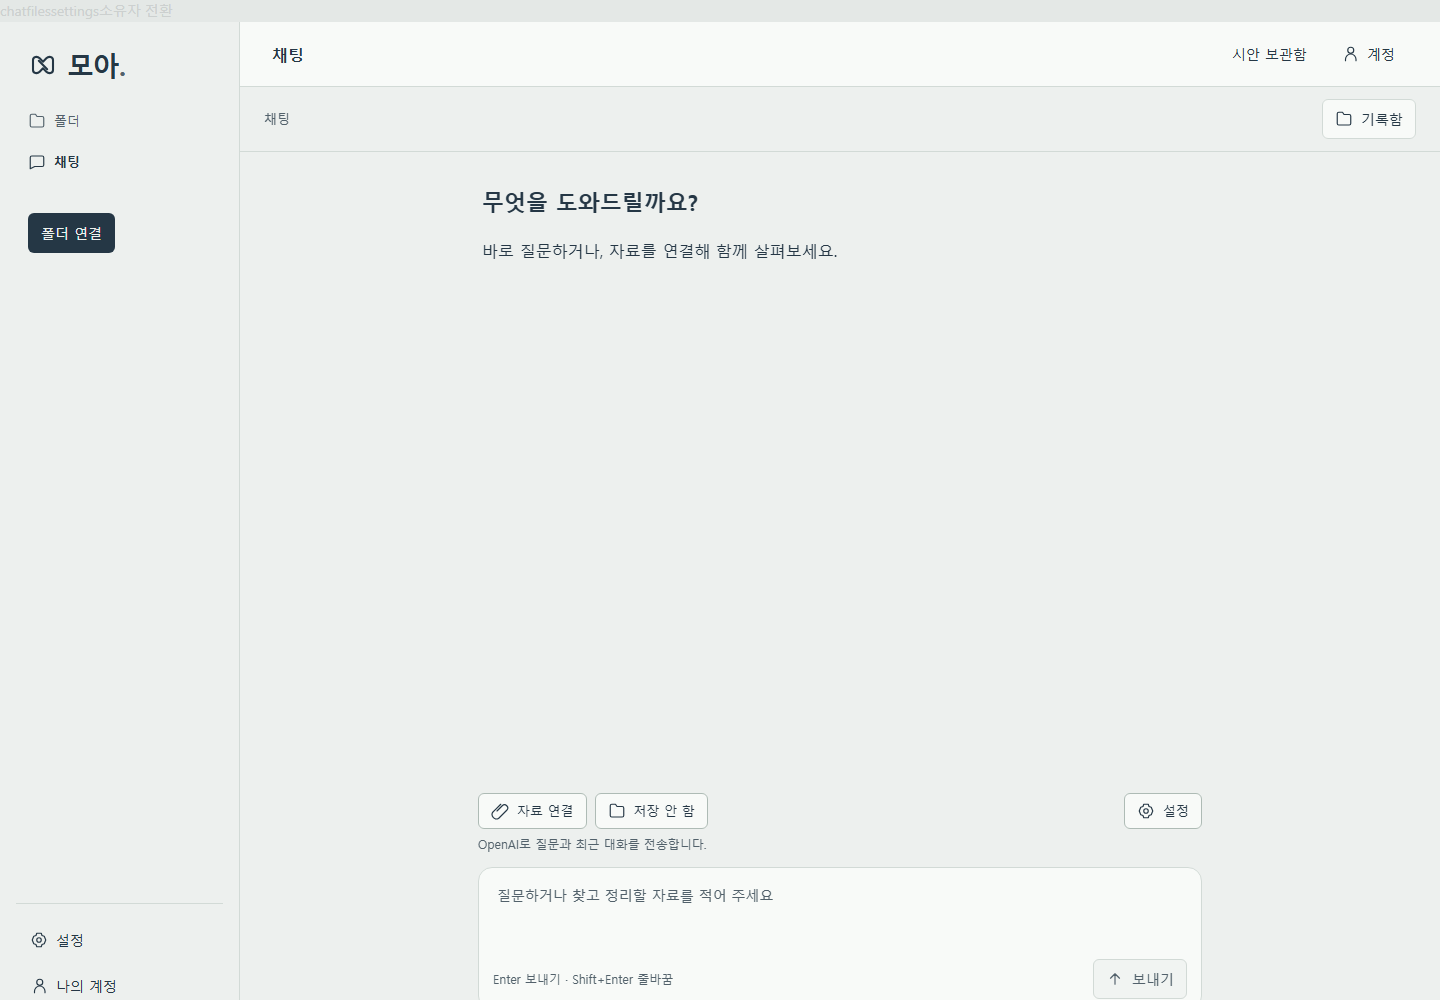 chatfilessettings소유자 전환
모아.
폴더
채팅
폴더 연결
채팅
시안 보관함
계정
채팅
기록함
무엇을 도와드릴까요?
바로 질문하거나, 자료를 연결해 함께 살펴보세요.
자료 연결
저장 안 함
설정
OpenAI로 질문과 최근 대화를 전송합니다.
질문하거나 찾고 정리할 자료를 적어 주세요
Enter 보내기 · Shift+Enter 줄바꿈
보내기
설정
나의 계정